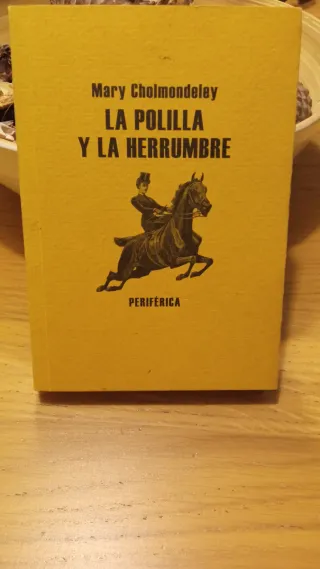 Mary Cholmondeley
LA POLILLA
Y LA HERRUMBRE
PERIFÉRICA